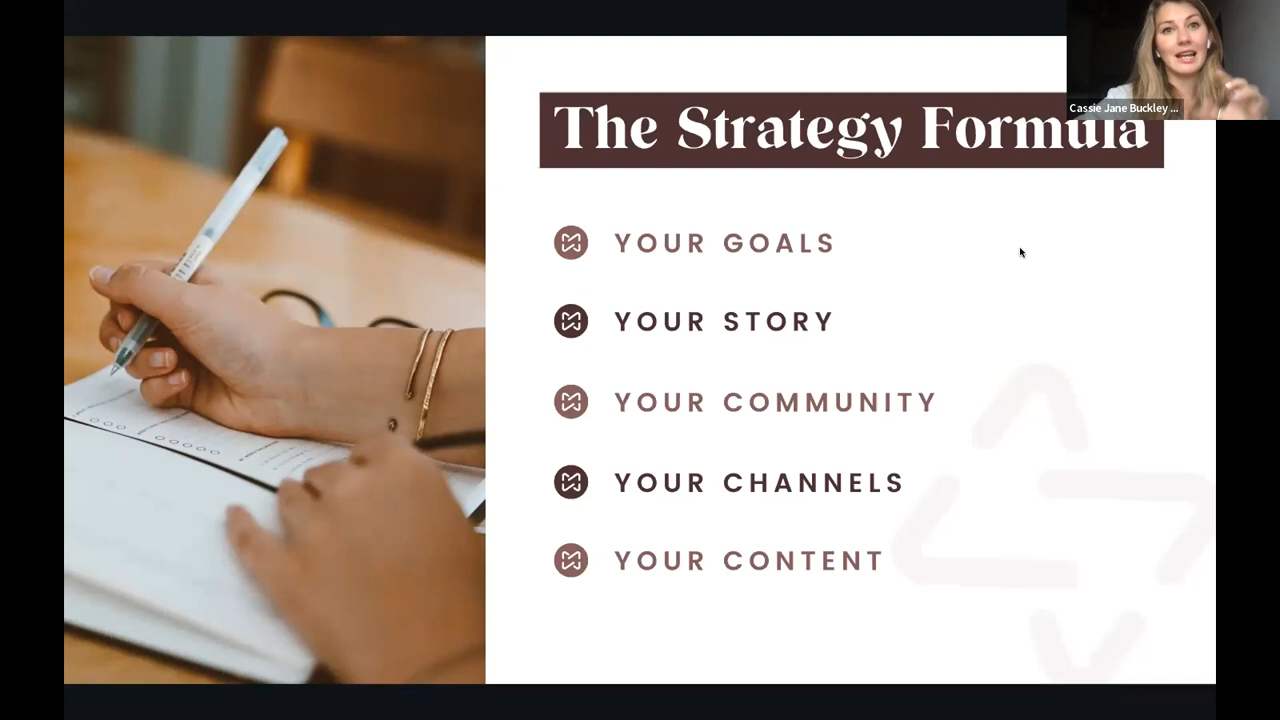 Cassie Jane Buckley ...
The Strategy Formula
YOUR GOALS
YOUR STORY
YOUR COMMUNITY
YOUR CHANNELS
YOUR CONTENT